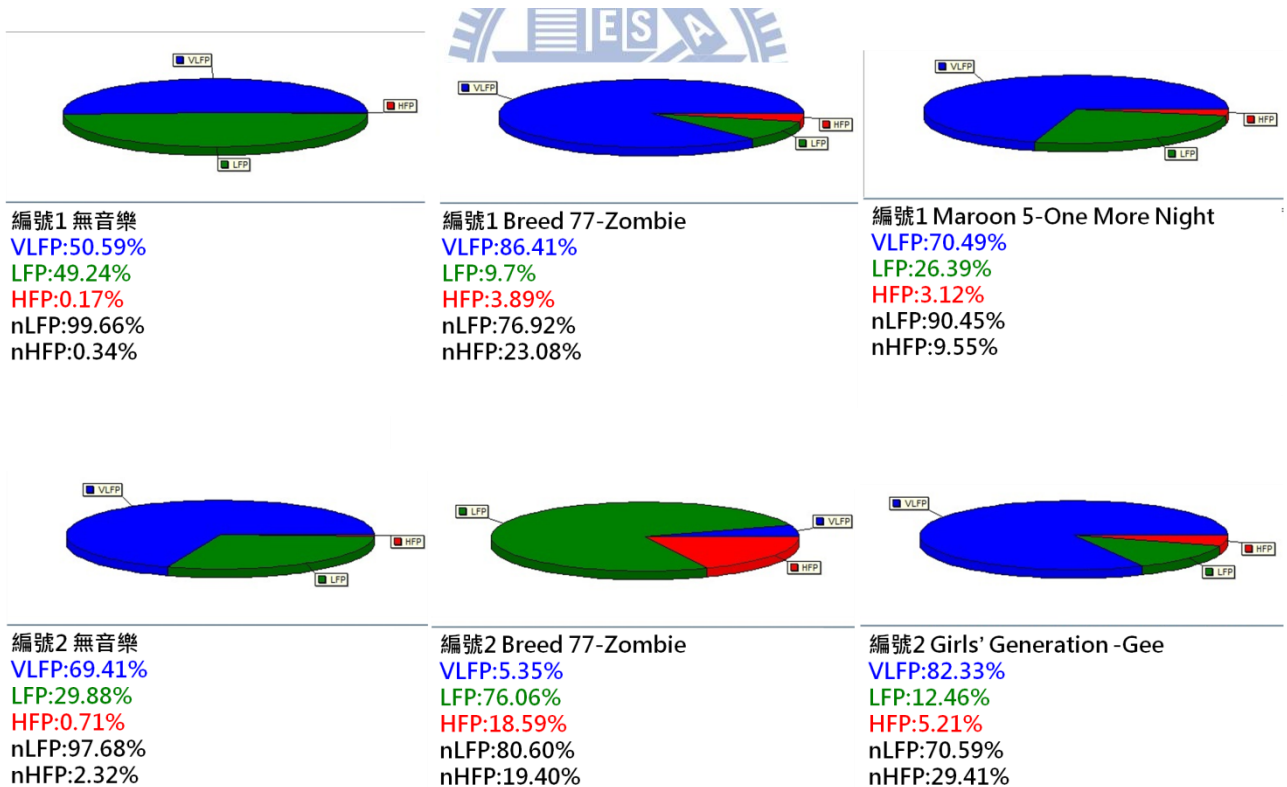 ESA
VLFP
HFP
LFP
編號1 無音樂
VLFP:50.59%
LFP:49.24%
HFP:0.17%
nLFP:99.66%
nHFP:0.34%
VLFP
HFP
LFP
編號1 Breed 77-Zombie
VLFP:86.41%
LFP:9.7%
HFP:3.89%
nLFP:76.92%
nHFP:23.08%
VLFP
HFP
LFP
編號1 Maroon 5-One More Night
VLFP:70.49%
LFP:26.39%
HFP:3.12%
nLFP:90.45%
nHFP:9.55%
VLFP
HFP
LFP
編號2 無音樂
VLFP:69.41%
LFP:29.88%
HFP:0.71%
nLFP:97.68%
nHFP:2.32%
LFP
VLFP
HFP
編號2 Breed 77-Zombie
VLFP:5.35%
LFP:76.06%
HFP:18.59%
nLFP:80.60%
nHFP:19.40%
VLFP
HFP
LFP
編號2 Girls’ Generation -Gee
VLFP:82.33%
LFP:12.46%
HFP:5.21%
nLFP:70.59%
nHFP:29.41%